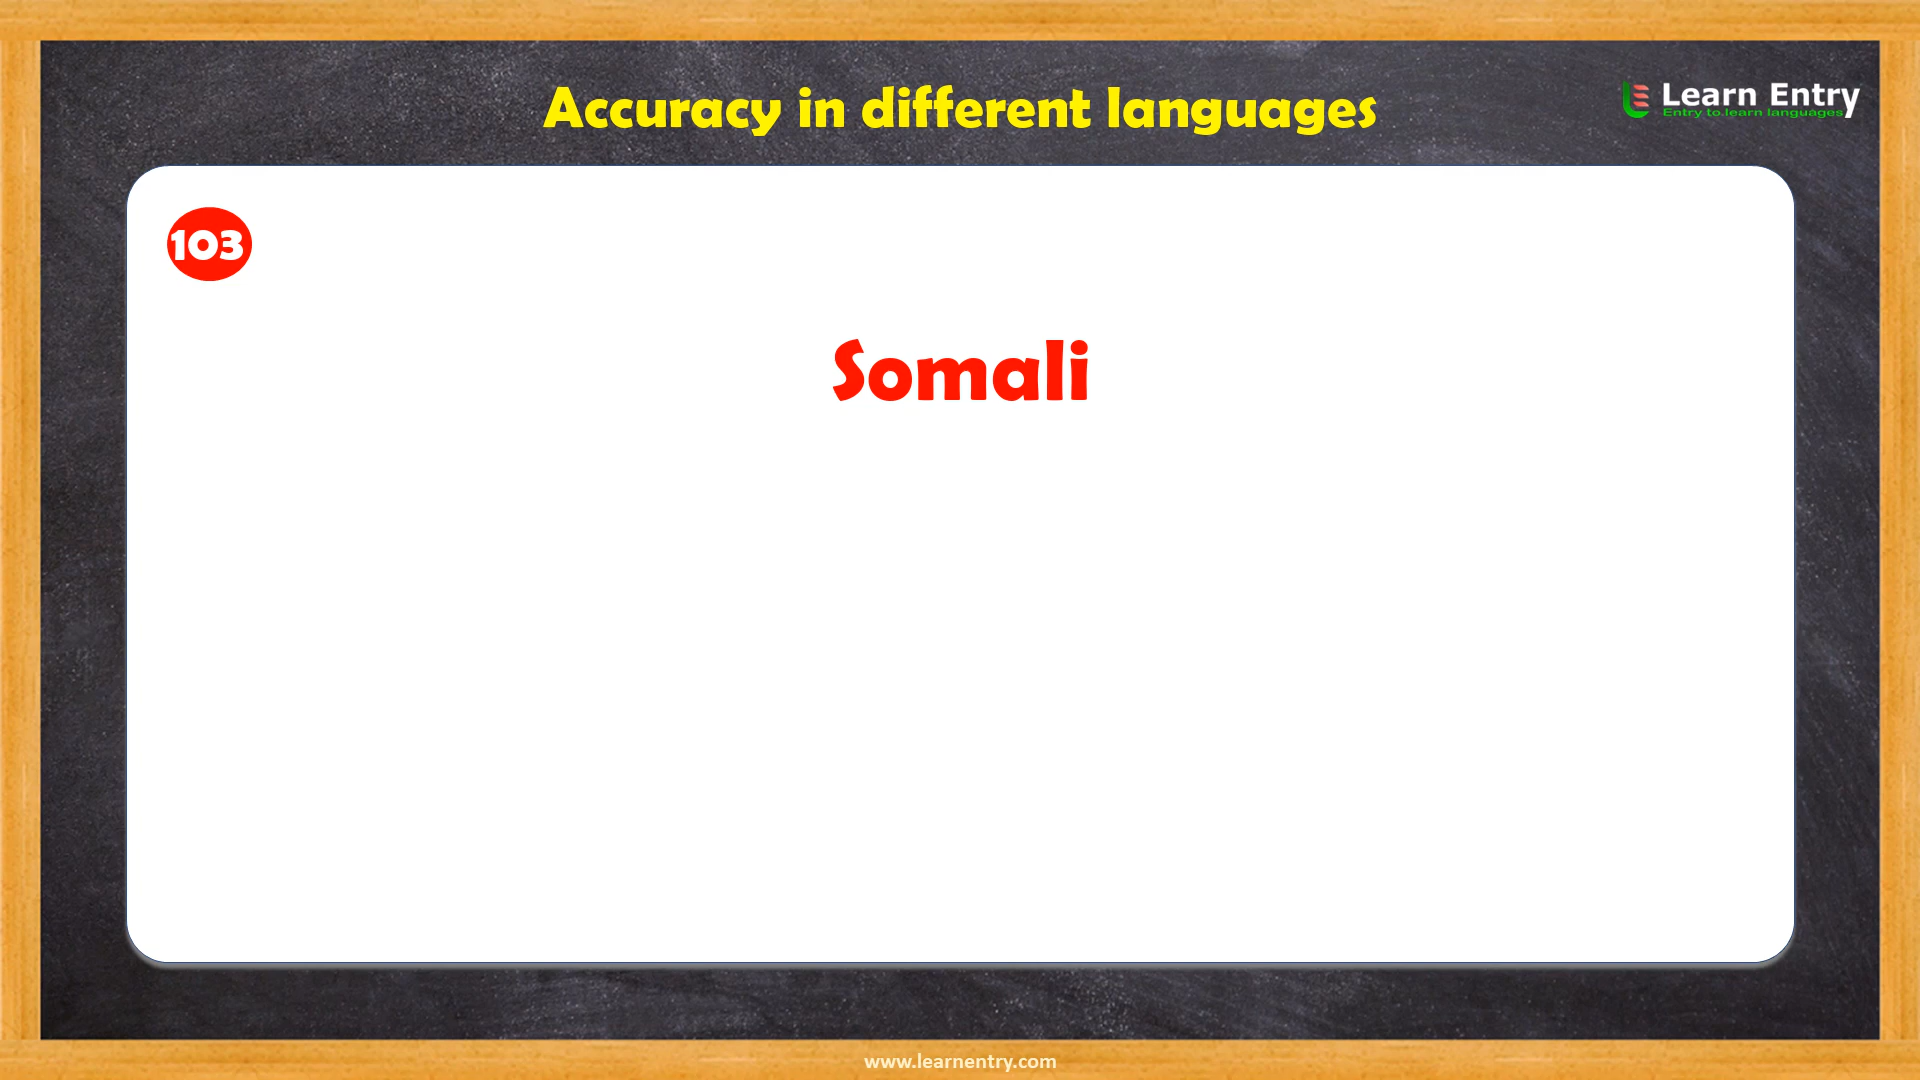 Accuracy in different languages
Learn Entry
Entry to learn languages
103
Somali
www.learnentry.com